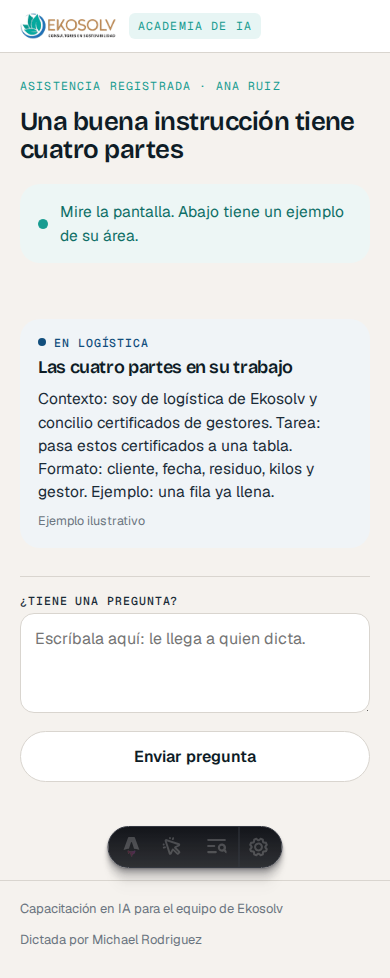 EKOSOLV
ACADEMIA DE IA
ASISTENCIA REGISTRADA · ANA RUIZ
Una buena instrucción tiene
cuatro partes
Mire la pantalla. Abajo tiene un ejemplo
de su área.
EN LOGÍSTICA
Las cuatro partes en su trabajo
Contexto: soy de logística de Ekosolv y
concilio certificados de gestores. Tarea:
pasa estos certificados a una tabla.
Formato: cliente, fecha, residuo, kilos y
gestor. Ejemplo: una fila ya llena.
Ejemplo ilustrativo
¿TIENE UNA PREGUNTA?
Escríbala aquí: le llega a quien dicta.
Enviar pregunta
Capacitación en IA para el equipo de Ekosolv
Dictada por Michael Rodriguez